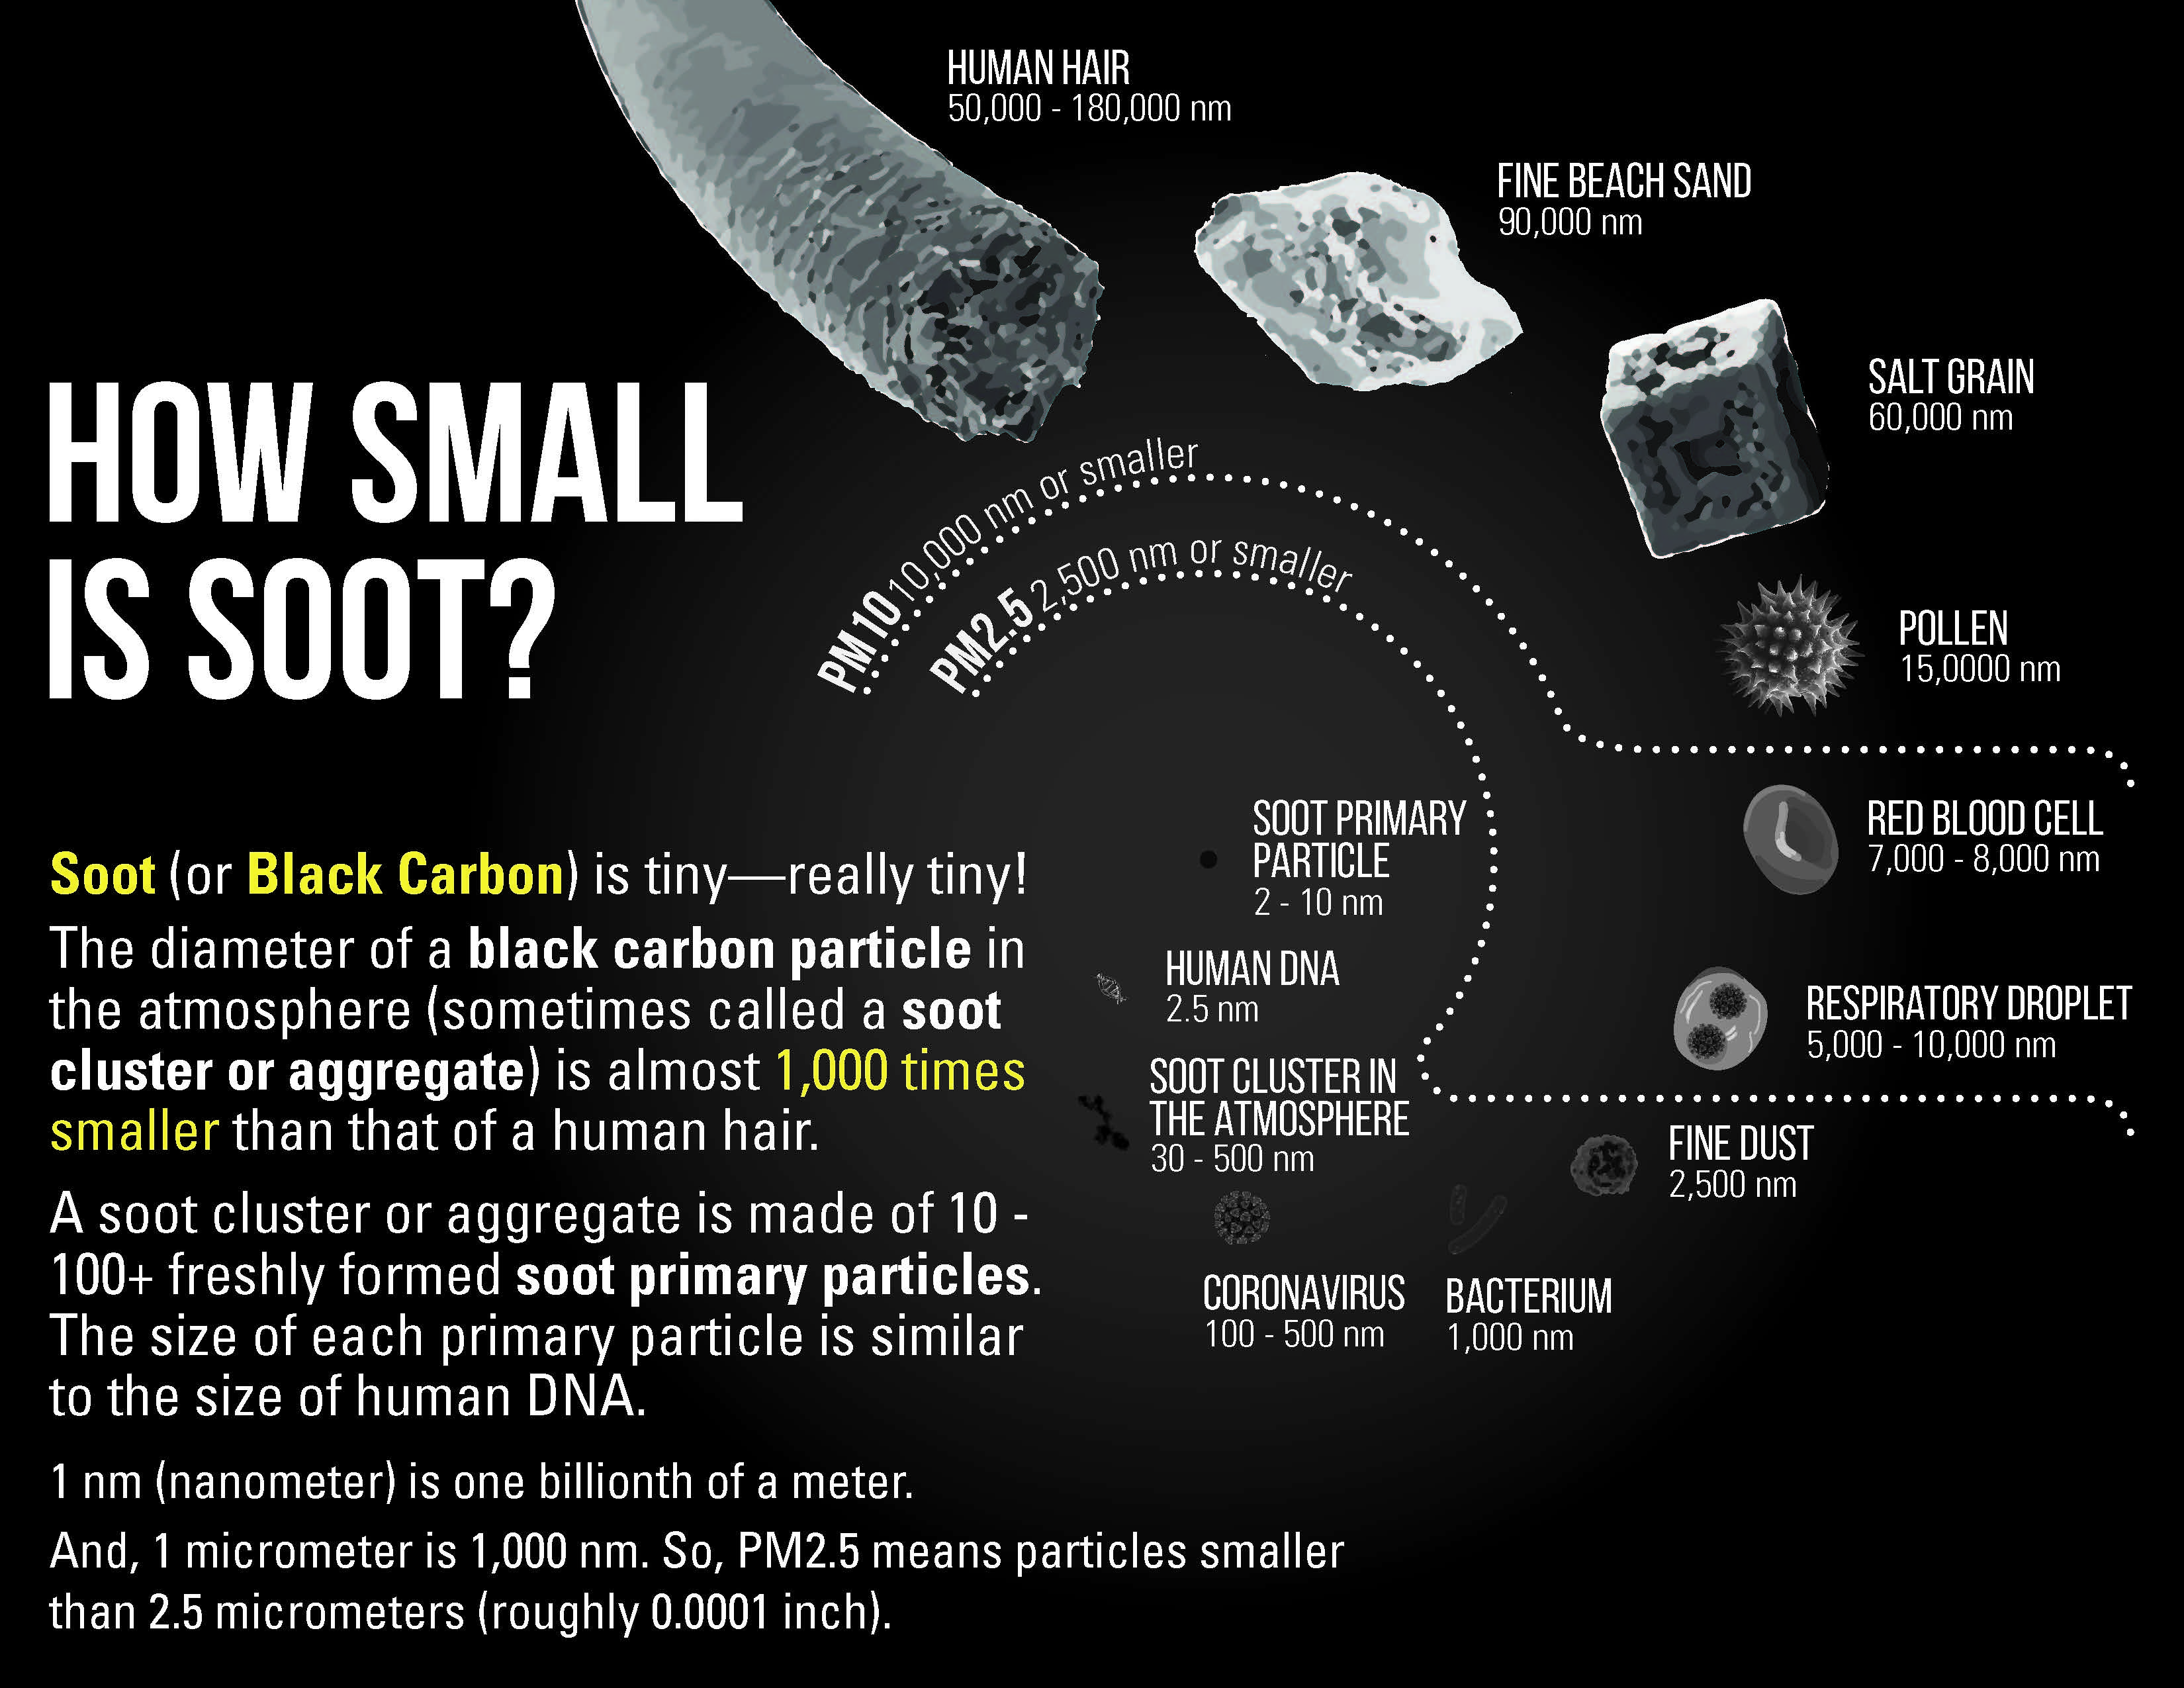 HUMAN HAIR
50,000 - 180,000 nm
FINE BEACH SAND
90,000 nm
SALT GRAIN
60,000 nm
HOW SMALL
IS SOOT?
PM10 10,000 nm or smaller
PM2.5 2,500 nm or smaller
POLLEN
15,0000 nm
RED BLOOD CELL
7,000 - 8,000 nm
RESPIRATORY DROPLET
5,000 - 10,000 nm
SOOT PRIMARY
PARTICLE
2 - 10 nm
HUMAN DNA
2.5 nm
SOOT CLUSTER IN
THE ATMOSPHERE
30 - 500 nm
FINE DUST
2,500 nm
CORONAVIRUS
100 - 500 nm
BACTERIUM
1,000 nm
Soot (or Black Carbon) is tiny—really tiny!
The diameter of a black carbon particle in
the atmosphere (sometimes called a soot
cluster or aggregate) is almost 1,000 times
smaller than that of a human hair.
A soot cluster or aggregate is made of 10 -
100+ freshly formed soot primary particles.
The size of each primary particle is similar
to the size of human DNA.
1 nm (nanometer) is one billionth of a meter.
And, 1 micrometer is 1,000 nm. So, PM2.5 means particles smaller
than 2.5 micrometers (roughly 0.0001 inch).